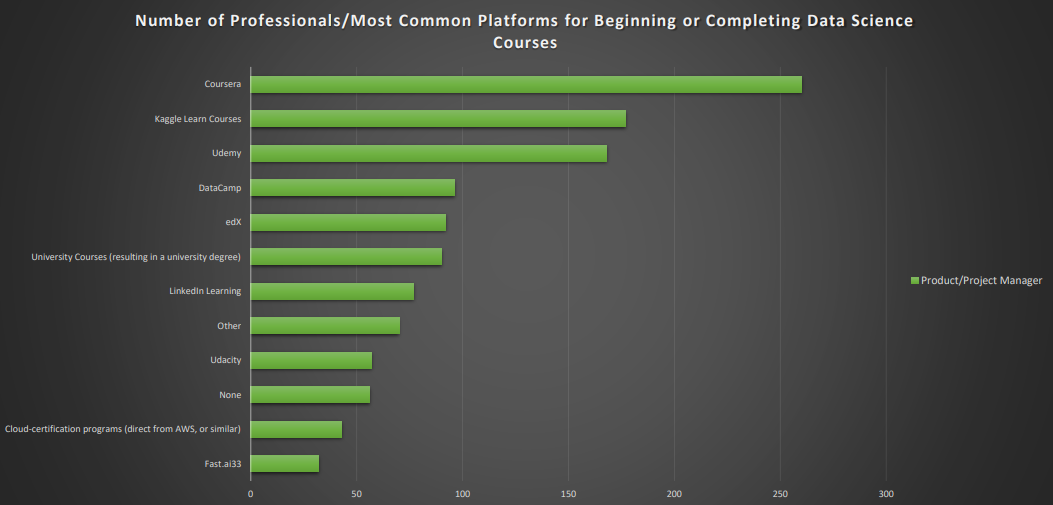 Number of Professionals/Most Common Platforms for Beginning or Completing Data Science
Courses
Coursera
Kaggle Learn Courses
Udemy
DataCamp
edX
University Courses (resulting in a university degree)
LinkedIn Learning
Other
Udacity
None
Cloud-certification programs (direct from AWS, or similar)
Fast.ai33
0 50 100 150 200 250 300
Product/Project Manager